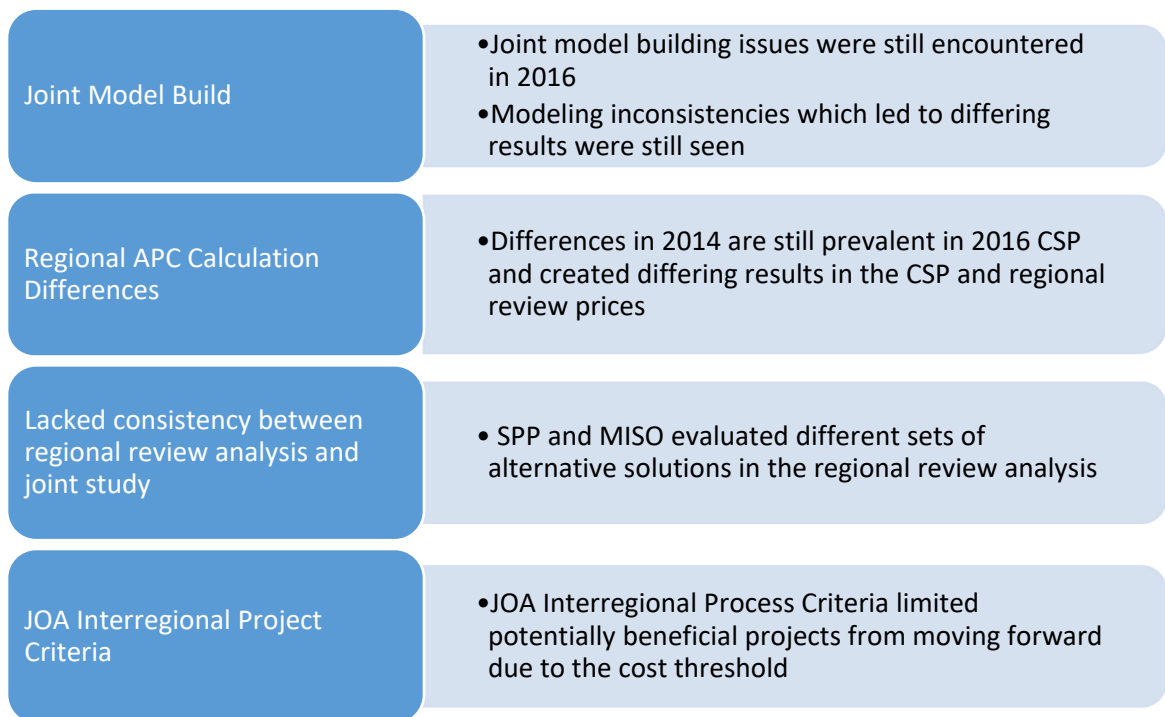 Joint Model Build
•Joint model building issues were still encountered
in 2016
•Modeling inconsistencies which led to differing
results were still seen
Regional APC Calculation
Differences
•Differences in 2014 are still prevalent in 2016 CSP
and created differing results in the CSP and regional
review prices
Lacked consistency between
regional review analysis and
joint study
• SPP and MISO evaluated different sets of
alternative solutions in the regional review analysis
JOA Interregional Project
Criteria
•JOA Interregional Process Criteria limited
potentially beneficial projects from moving forward
due to the cost threshold